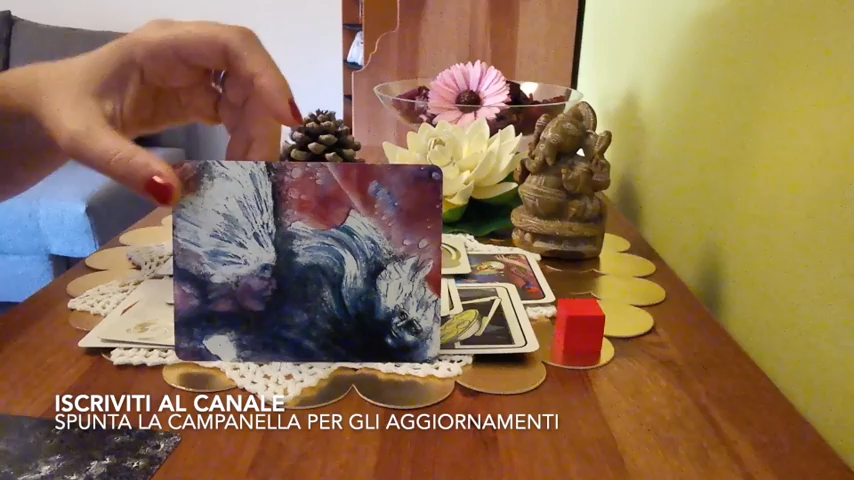 ISCRIVITI AL CANALE
SPUNTA LA CAMPANELLA PER GLI AGGIORNAMENTI